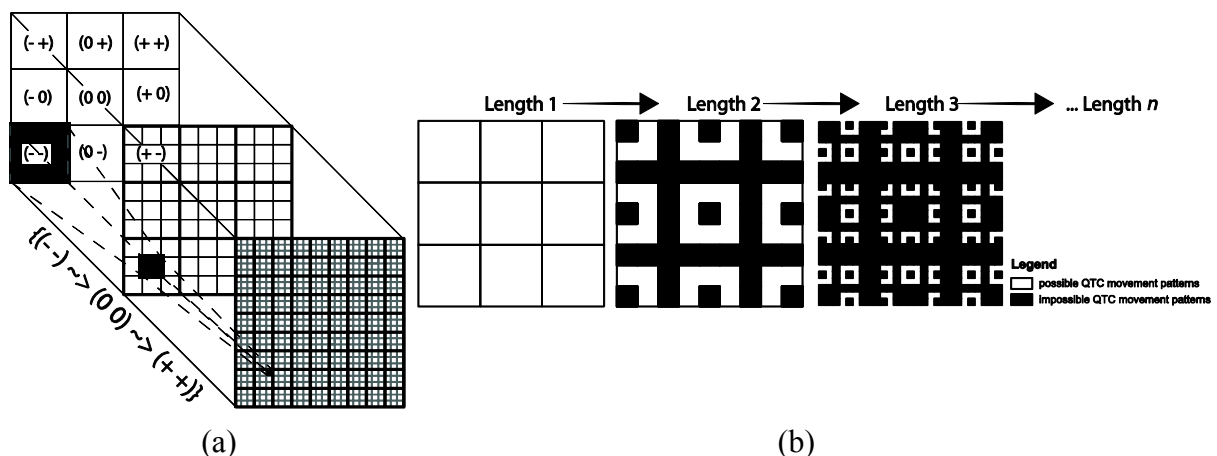 (- +) (0 +) (+ +)
(- 0) (0 0) (+ 0)
(- -) (0 -) (+ -)
{(- -) ~> (0 0) ~> (+ +)}
(a)
Length 1 Length 2 Length 3 ... Length n
Legend
possible QTC movement patterns
impossible QTC movement patterns
(b)